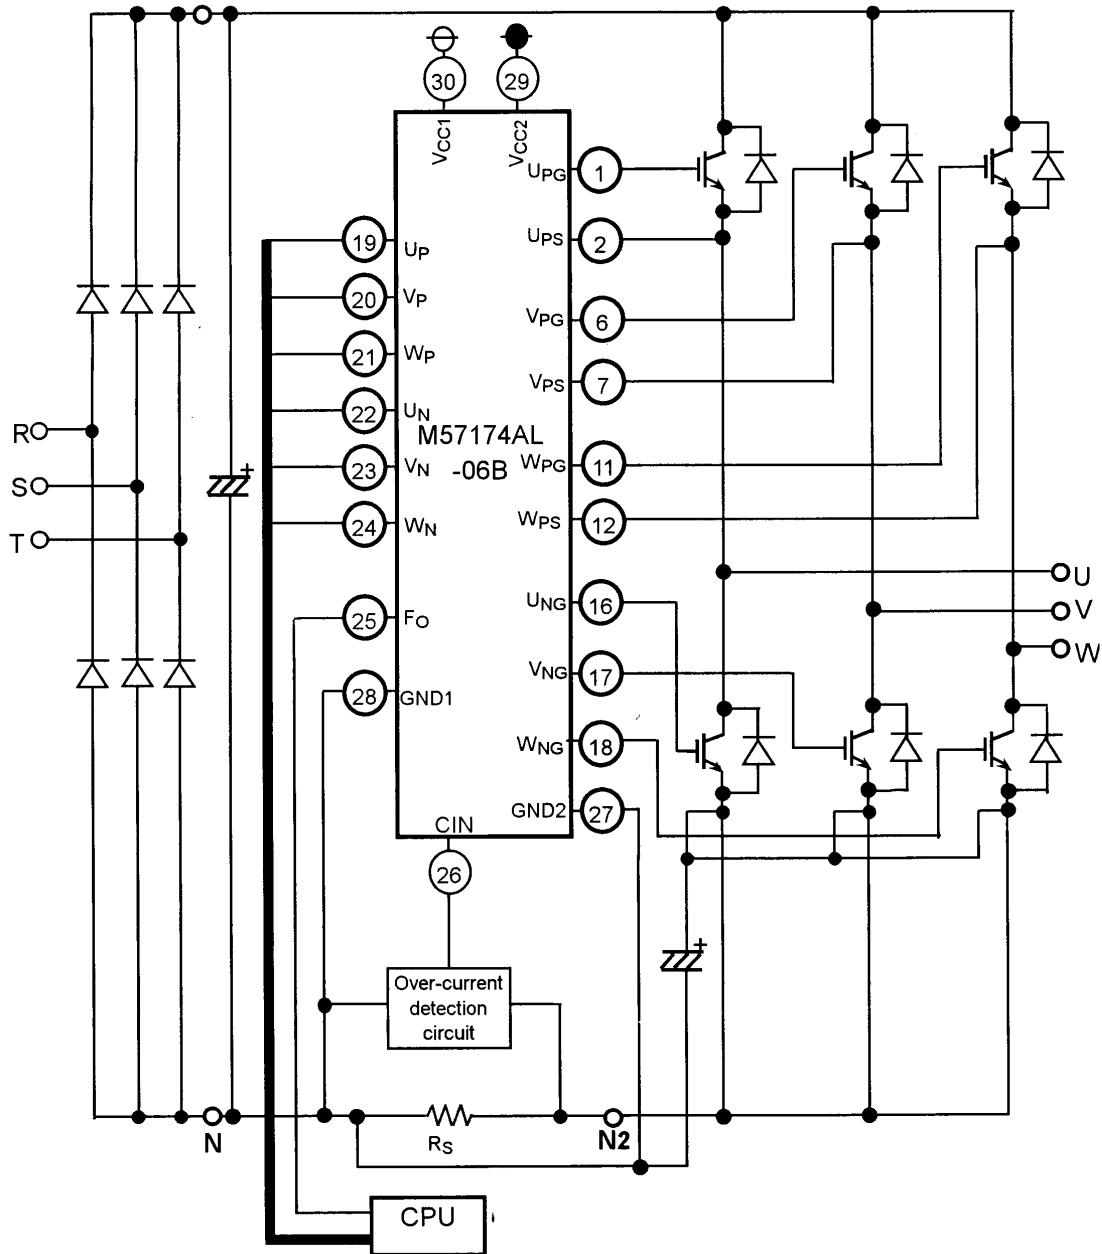 30
29
VCC1
VCC2
UPG
1
19
UP
UPS
2
20
VP
VPG
6
21
WP
VPS
7
22
UN
R
M57174AL
-06B
WPG
11
23
VN
S
+
24
WN
WPS
12
T
U
UNG
16
V
25
FO
W
VNG
17
28
GND1
WNG
18
GND2
27
CIN
26
+
Over-current
detection
circuit
N
RS
N2
CPU